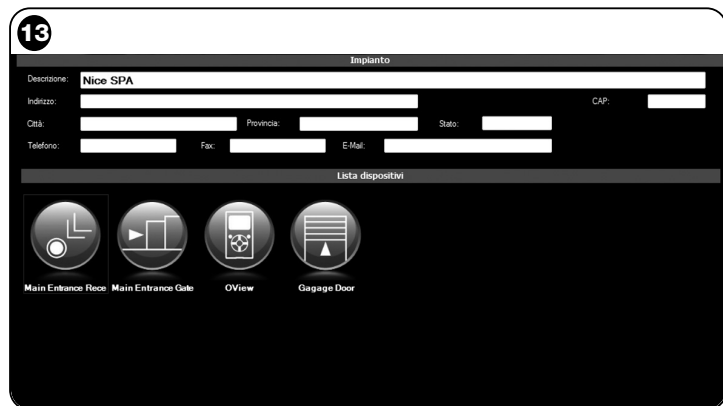 13
Impianto
Descrizione: Nice SPA
Indirizzo: CAP:
Città: Provincia: Stato:
Telefono: Fax: E-Mail:
Lista dispositivi
Main Entrance Rece Main Entrance Gate OView Gagage Door